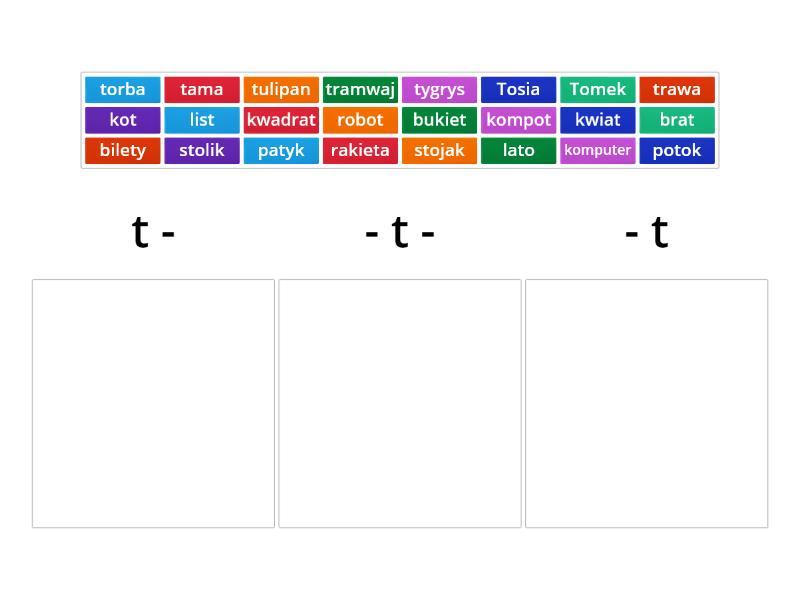 torba tama tulipan tramwaj tygrys Tosia Tomek trawa
kot list kwadrat robot bukiet kompot kwiat brat
bilety stolik patyk rakieta stojak lato komputer potok
t - - t - - t